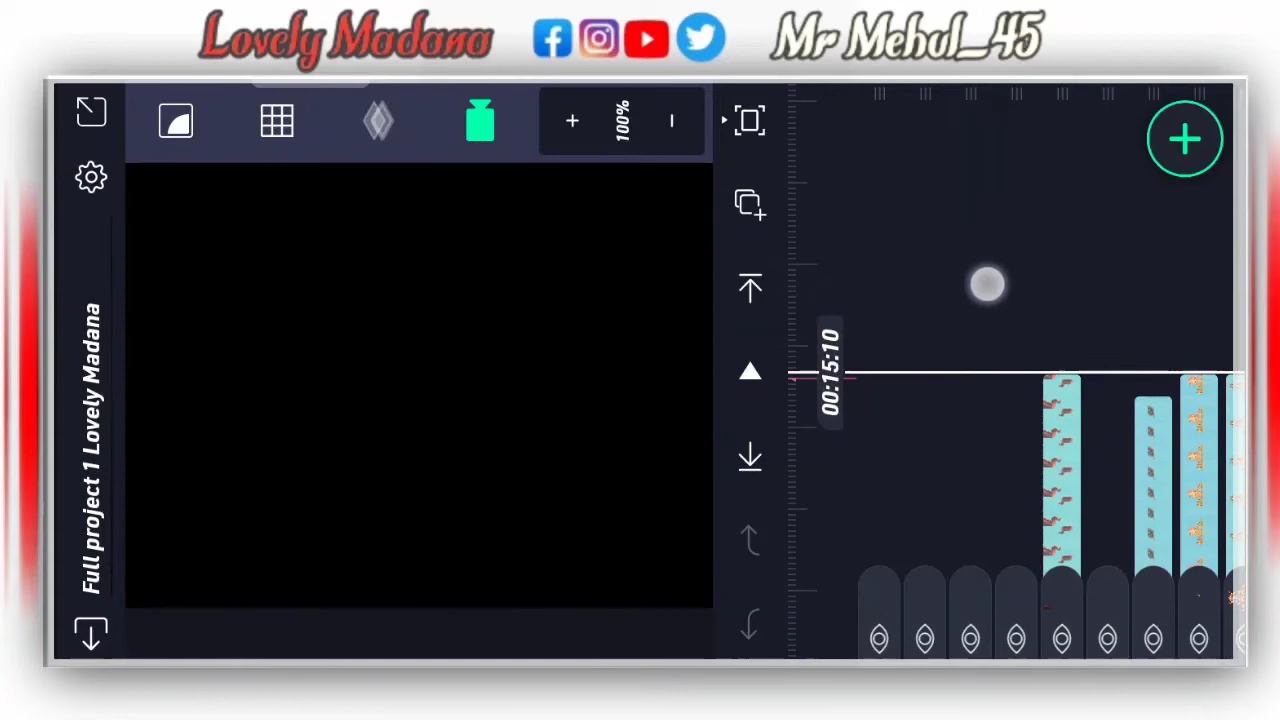 Lovely Madana
Mr Mehul_45
+ 100% -
00:15:10
Full project 1 Lovely Madana